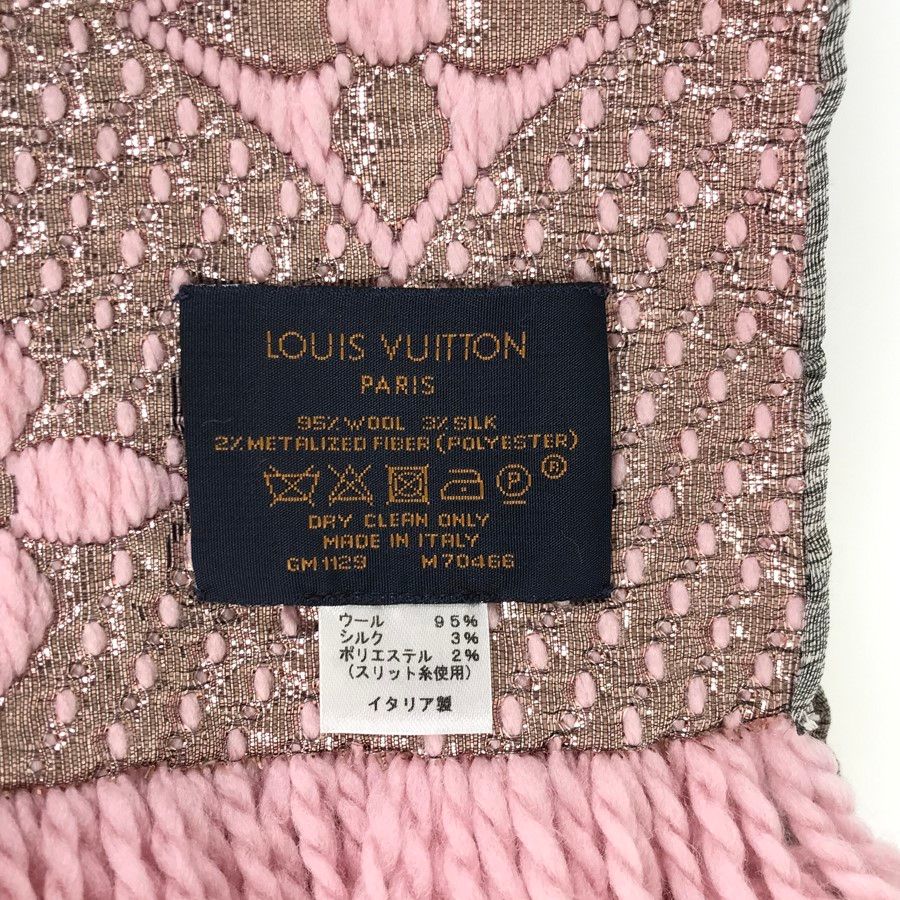 LOUIS VUITTON
PARIS
95% WOOL 3% SILK
2% METALIZED FIBER (POLYESTER)
P R
DRY CLEAN ONLY
MADE IN ITALY
GM1129 M70466
ウール 95%
シルク 3%
ポリエステル 2%
(スリット糸使用)
イタリア製